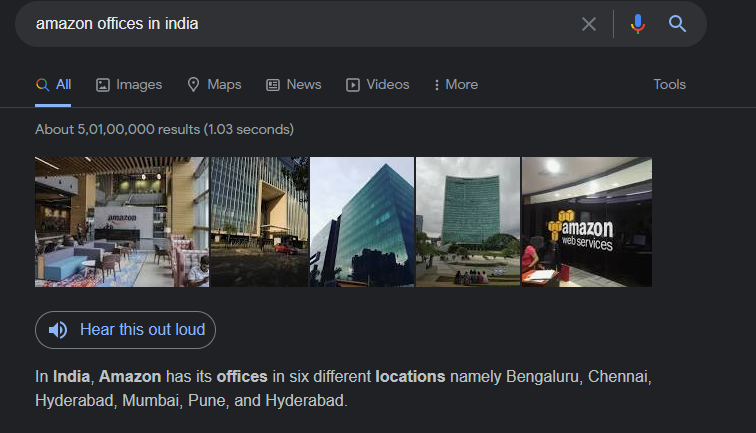 amazon offices in india
All Images Maps News Videos More Tools
About 5,01,00,000 results (1.03 seconds)
amazon
amazon
web services
Hear this out loud
In India, Amazon has its offices in six different locations namely Bengaluru, Chennai,
Hyderabad, Mumbai, Pune, and Hyderabad.